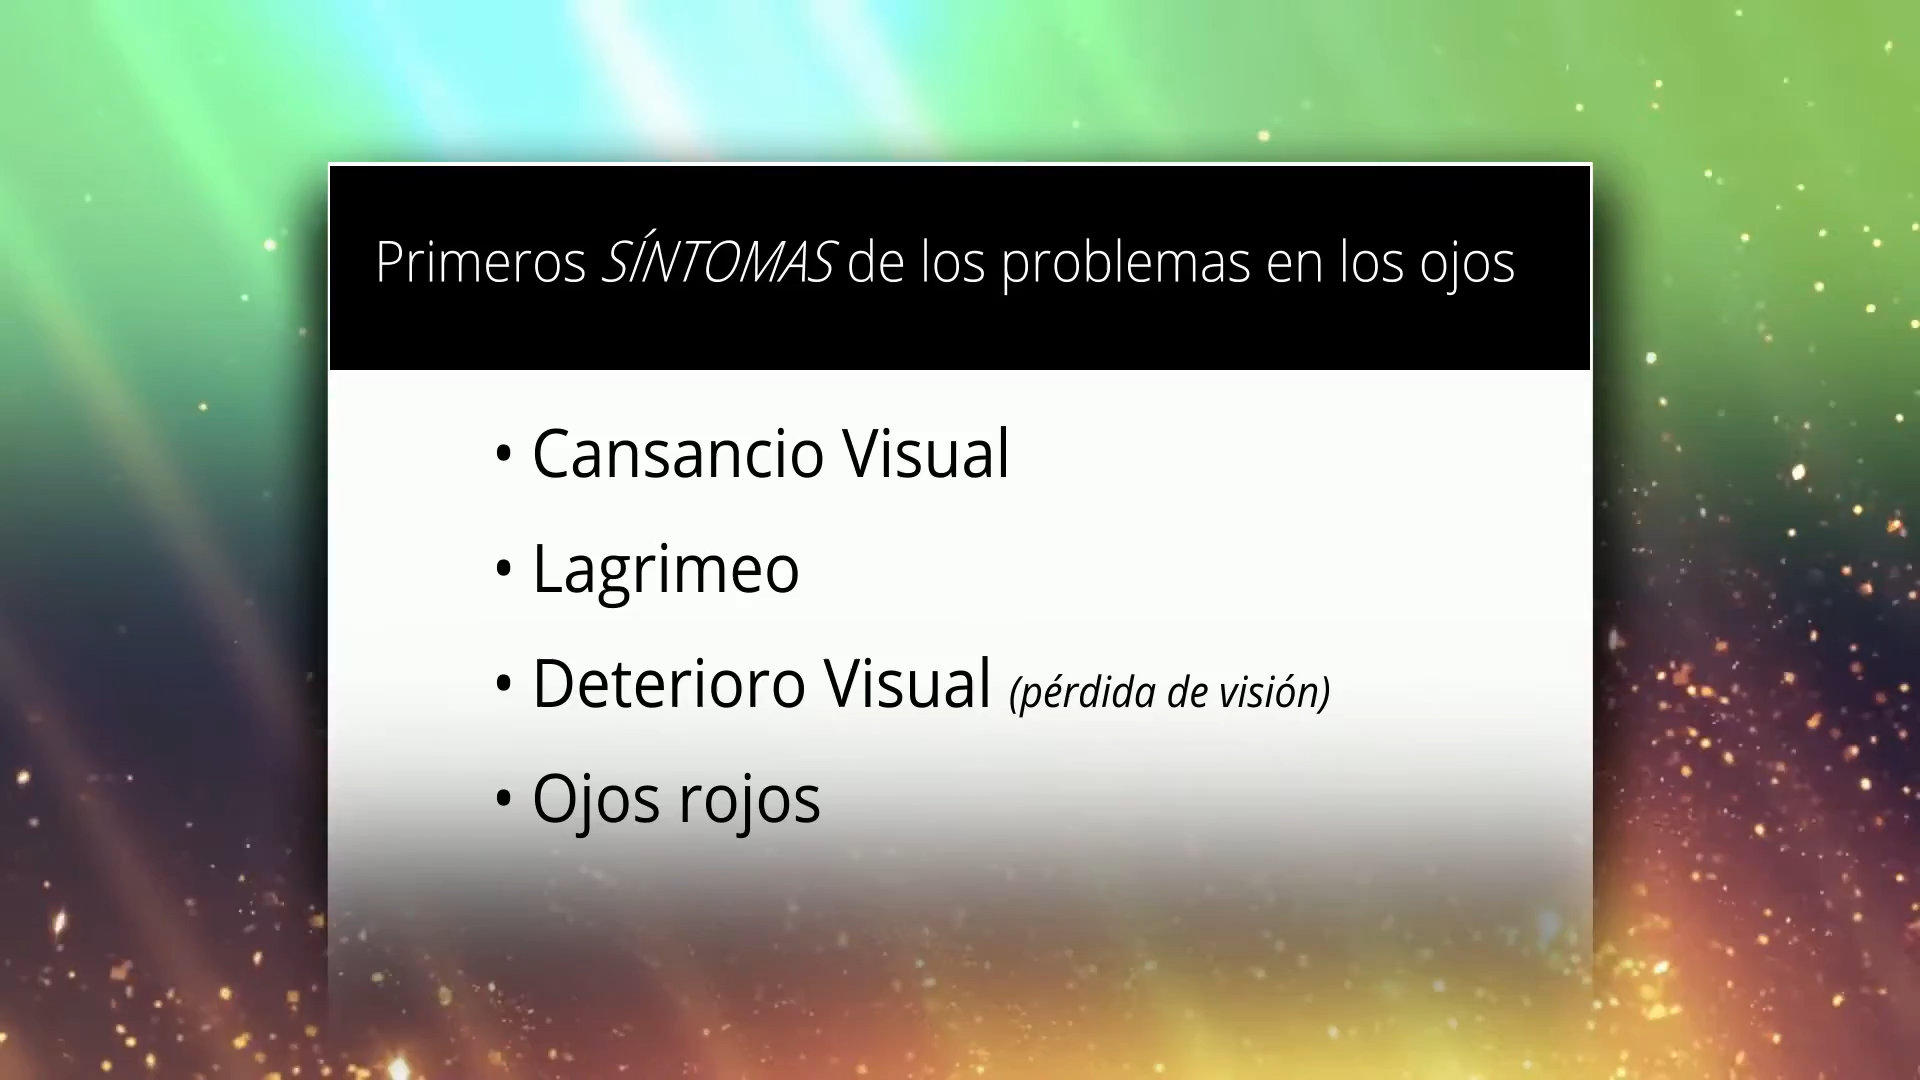 Primeros SÍNTOMAS de los problemas en los ojos
• Cansancio Visual
• Lagrimeo
• Deterioro Visual (pérdida de visión)
• Ojos rojos